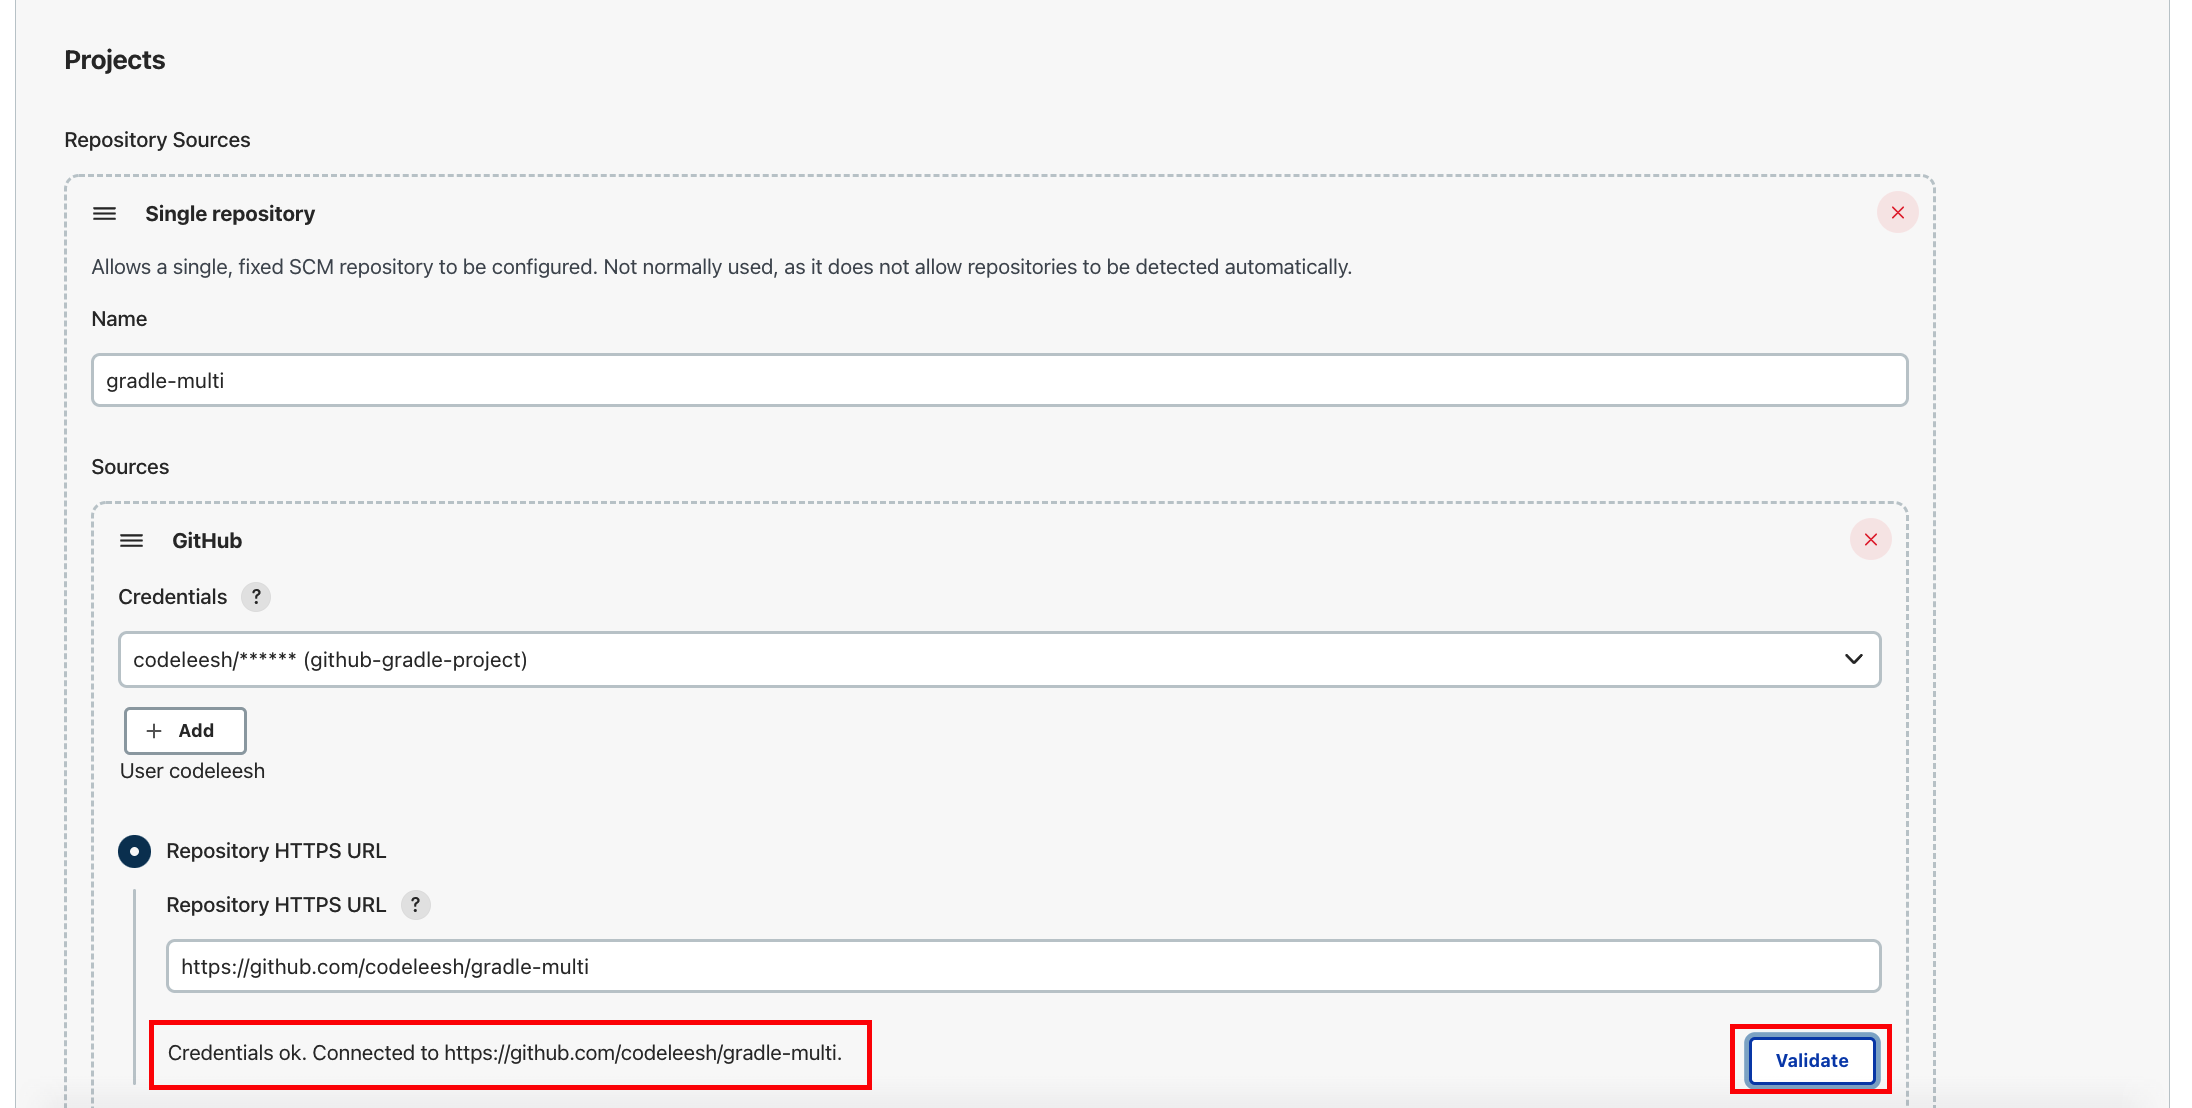 Projects
Repository Sources
Single repository
Allows a single, fixed SCM repository to be configured. Not normally used, as it does not allow repositories to be detected automatically.
Name
gradle-multi
Sources
GitHub
Credentials ?
codeleesh/****** (github-gradle-project)
+ Add
User codeleesh
Repository HTTPS URL
Repository HTTPS URL ?
https://github.com/codeleesh/gradle-multi
Credentials ok. Connected to https://github.com/codeleesh/gradle-multi.
Validate